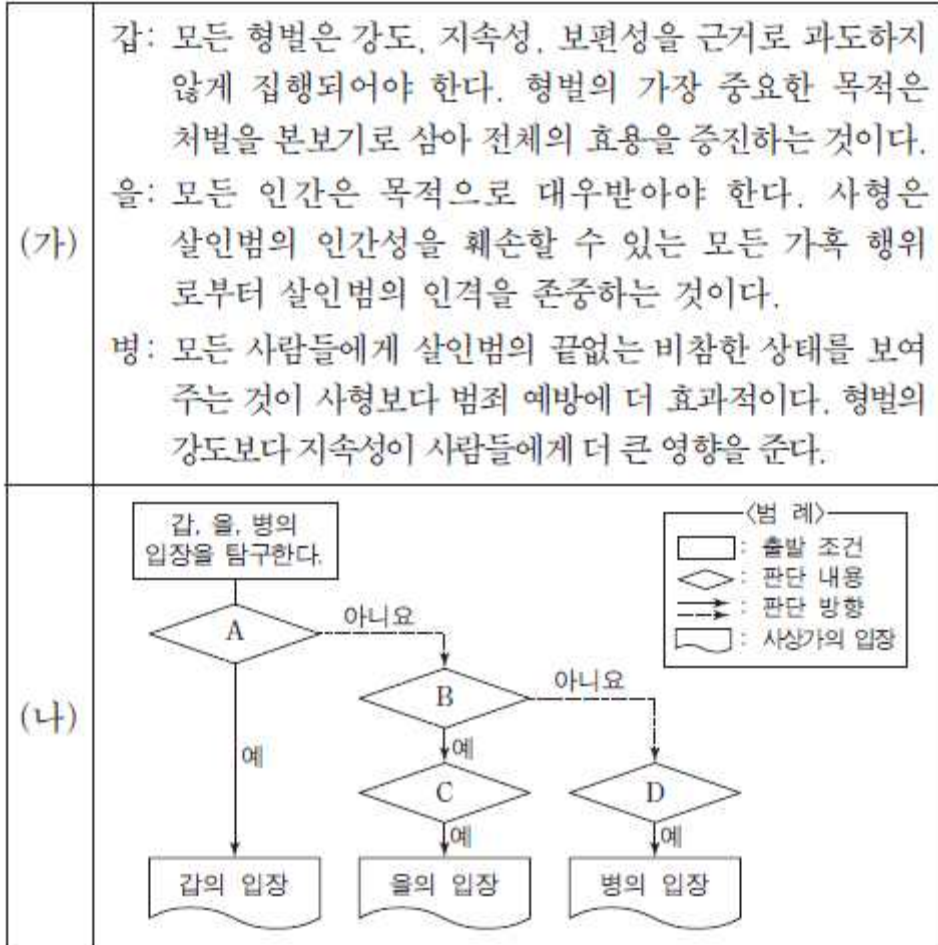 (가)
갑: 모든 형벌은 강도, 지속성, 보편성을 근거로 과도하지
않게 집행되어야 한다. 형벌의 가장 중요한 목적은
처벌을 본보기로 삼아 전체의 효용을 증진하는 것이다.
을: 모든 인간은 목적으로 대우받아야 한다. 사형은
살인범의 인간성을 훼손할 수 있는 모든 가혹 행위
로부터 살인범의 인격을 존중하는 것이다.
병: 모든 사람들에게 살인범의 끝없는 비참한 상태를 보여
주는 것이 사형보다 범죄 예방에 더 효과적이다. 형벌의
강도보다 지속성이 사람들에게 더 큰 영향을 준다.
(나)
갑, 을, 병의
입장을 탐구한다.
<범 례>
: 출발 조건
: 판단 내용
: 판단 방향
: 사상가의 입장
A
아니요
B
아니요
예
예
C
D
예
예
갑의 입장
을의 입장
병의 입장